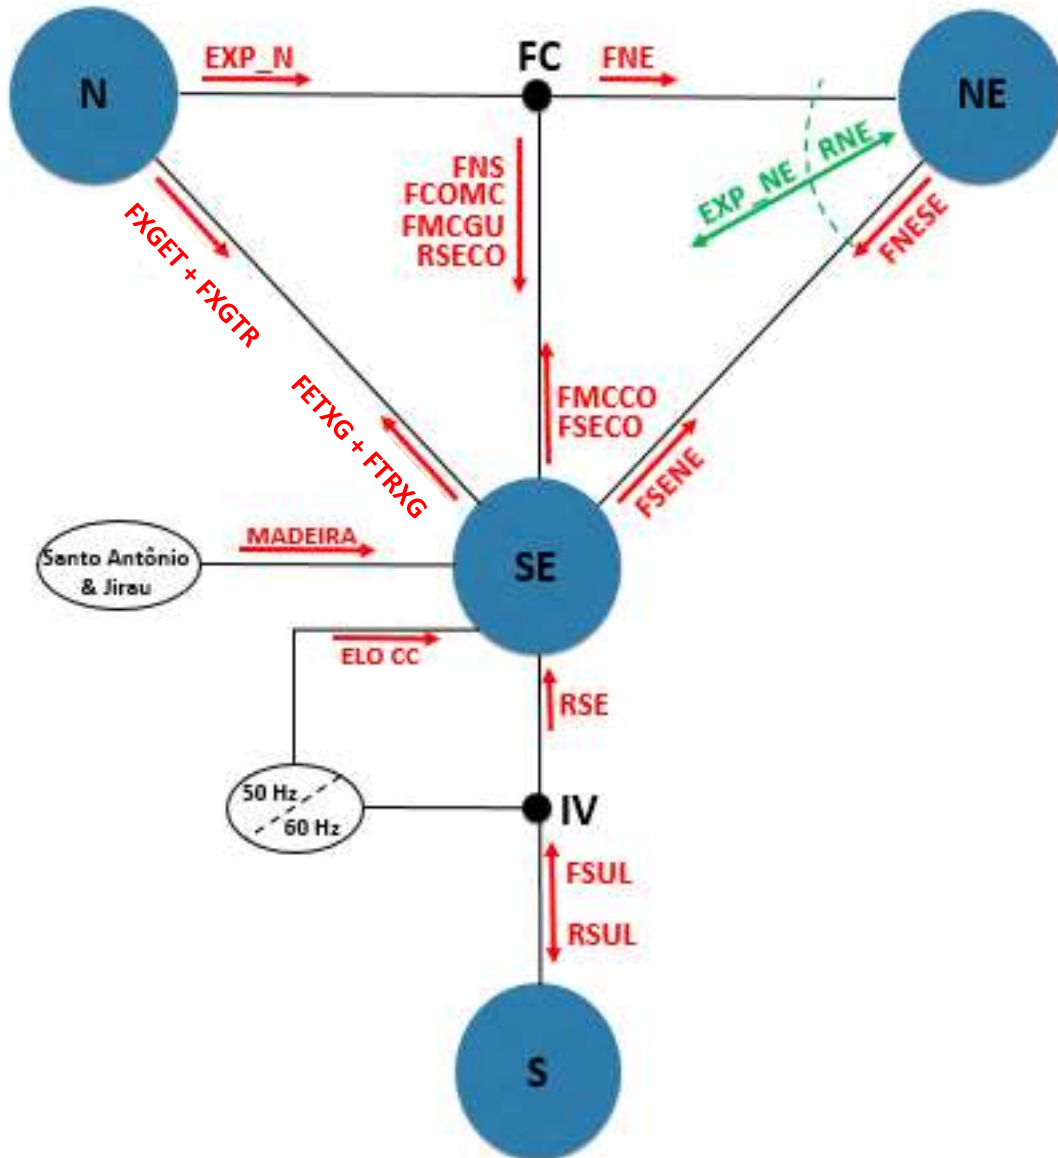 N
EXP_N
FC
FNE
NE
FNS
FCOMC
FMCGU
RSECO
EXP_NE RNE
FNESE
FXGET + FXGTR
FETXG + FTRXG
FMCCO
FSECO
FSENE
MADEIRA
Santo Antônio
& Jirau
SE
ELO CC
RSE
50 Hz
60 Hz
IV
FSUL
RSUL
S